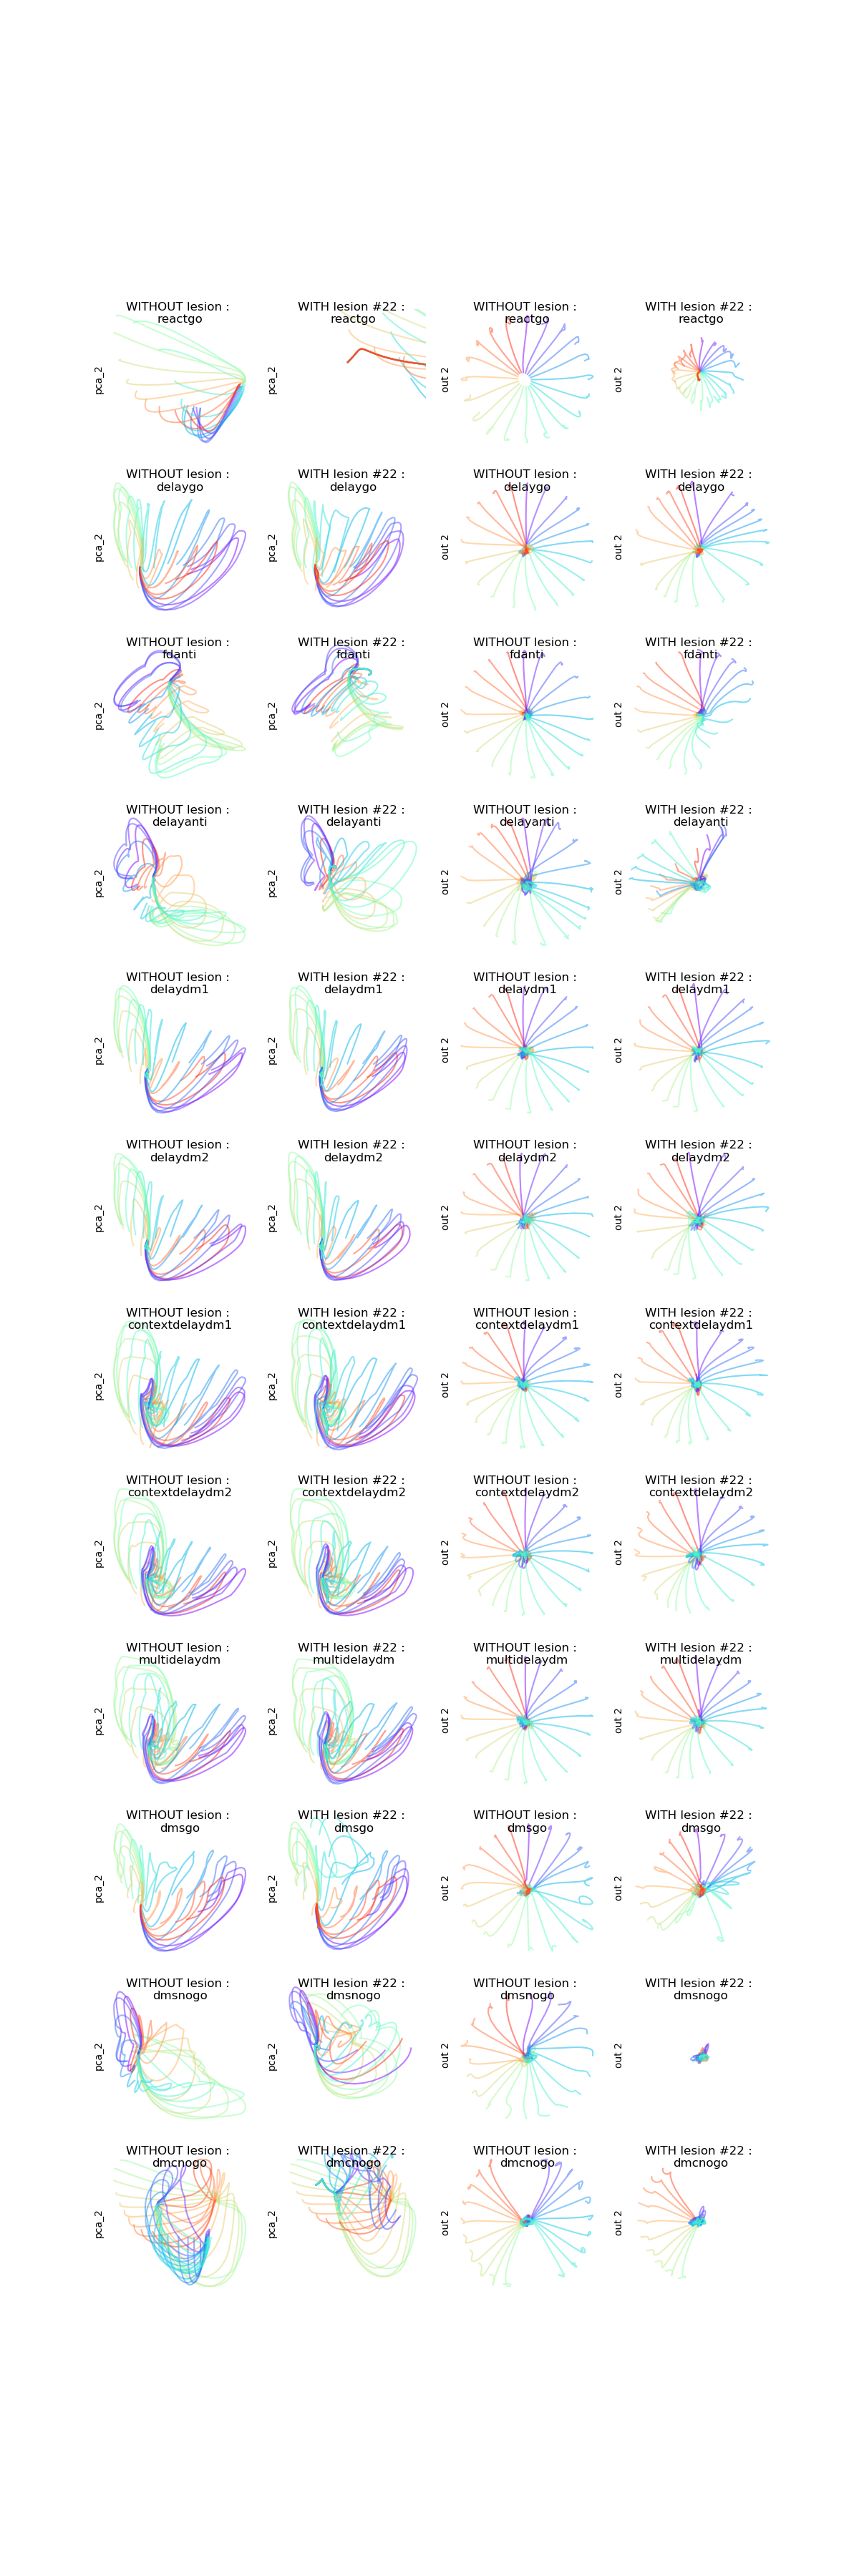 WITHOUT lesion :
reactgo
WITH lesion #22 :
reactgo
WITHOUT lesion :
reactgo
WITH lesion #22 :
reactgo
pca_2
pca_2
out 2
out 2
WITHOUT lesion :
delaygo
WITH lesion #22 :
delaygo
WITHOUT lesion :
delaygo
WITH lesion #22 :
delaygo
pca_2
pca_2
out 2
out 2
WITHOUT lesion :
fdanti
WITH lesion #22 :
fdanti
WITHOUT lesion :
fdanti
WITH lesion #22 :
fdanti
pca_2
pca_2
out 2
out 2
WITHOUT lesion :
delayanti
WITH lesion #22 :
delayanti
WITHOUT lesion :
delayanti
WITH lesion #22 :
delayanti
pca_2
pca_2
out 2
out 2
WITHOUT lesion :
delaydm1
WITH lesion #22 :
delaydm1
WITHOUT lesion :
delaydm1
WITH lesion #22 :
delaydm1
pca_2
pca_2
out 2
out 2
WITHOUT lesion :
delaydm2
WITH lesion #22 :
delaydm2
WITHOUT lesion :
delaydm2
WITH lesion #22 :
delaydm2
pca_2
pca_2
out 2
out 2
WITHOUT lesion :
contextdelaydm1
WITH lesion #22 :
contextdelaydm1
WITHOUT lesion :
contextdelaydm1
WITH lesion #22 :
contextdelaydm1
pca_2
pca_2
out 2
out 2
WITHOUT lesion :
contextdelaydm2
WITH lesion #22 :
contextdelaydm2
WITHOUT lesion :
contextdelaydm2
WITH lesion #22 :
contextdelaydm2
pca_2
pca_2
out 2
out 2
WITHOUT lesion :
multidelaydm
WITH lesion #22 :
multidelaydm
WITHOUT lesion :
multidelaydm
WITH lesion #22 :
multidelaydm
pca_2
pca_2
out 2
out 2
WITHOUT lesion :
dmsgo
WITH lesion #22 :
dmsgo
WITHOUT lesion :
dmsgo
WITH lesion #22 :
dmsgo
pca_2
pca_2
out 2
out 2
WITHOUT lesion :
dmsnogo
WITH lesion #22 :
dmsnogo
WITHOUT lesion :
dmsnogo
WITH lesion #22 :
dmsnogo
pca_2
pca_2
out 2
out 2
WITHOUT lesion :
dmcnogo
WITH lesion #22 :
dmcnogo
WITHOUT lesion :
dmcnogo
WITH lesion #22 :
dmcnogo
pca_2
pca_2
out 2
out 2